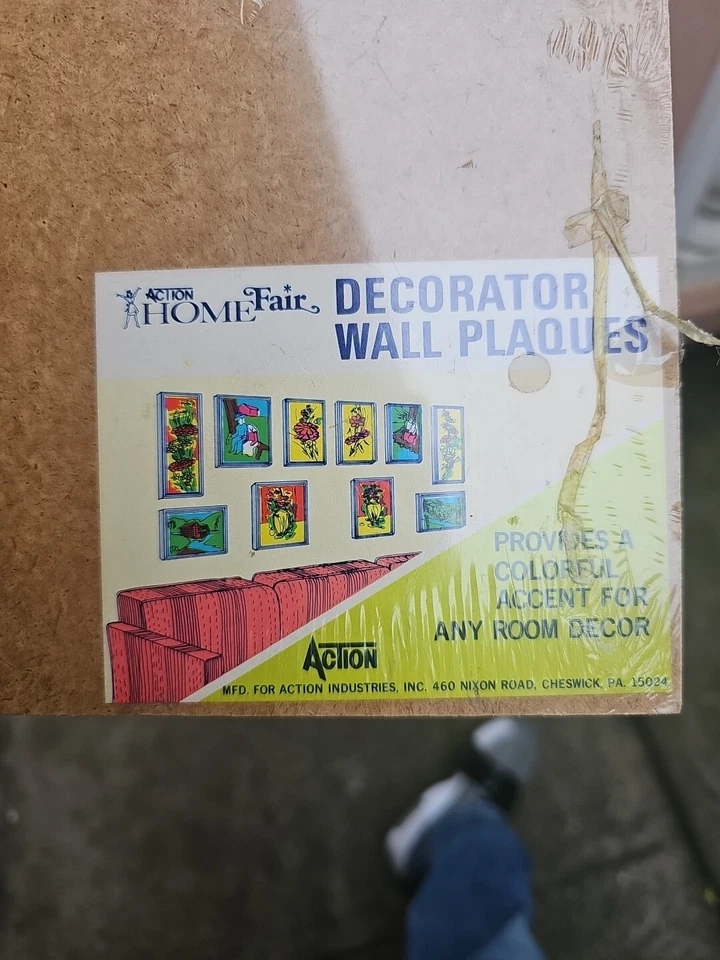 ACTION
HOME Fair
DECORATOR
WALL PLAQUES
PROVIDES A
COLORFUL
ACCENT FOR
ANY ROOM DECOR
ACTION
MFD. FOR ACTION INDUSTRIES, INC. 460 NIXON ROAD, CHESWICK, PA. 15024